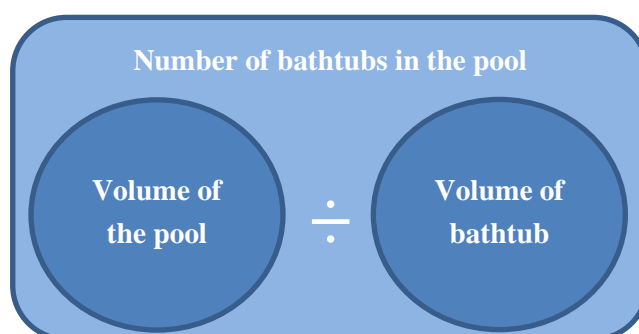 Number of bathtubs in the pool
Volume of
the pool
÷
Volume of
bathtub